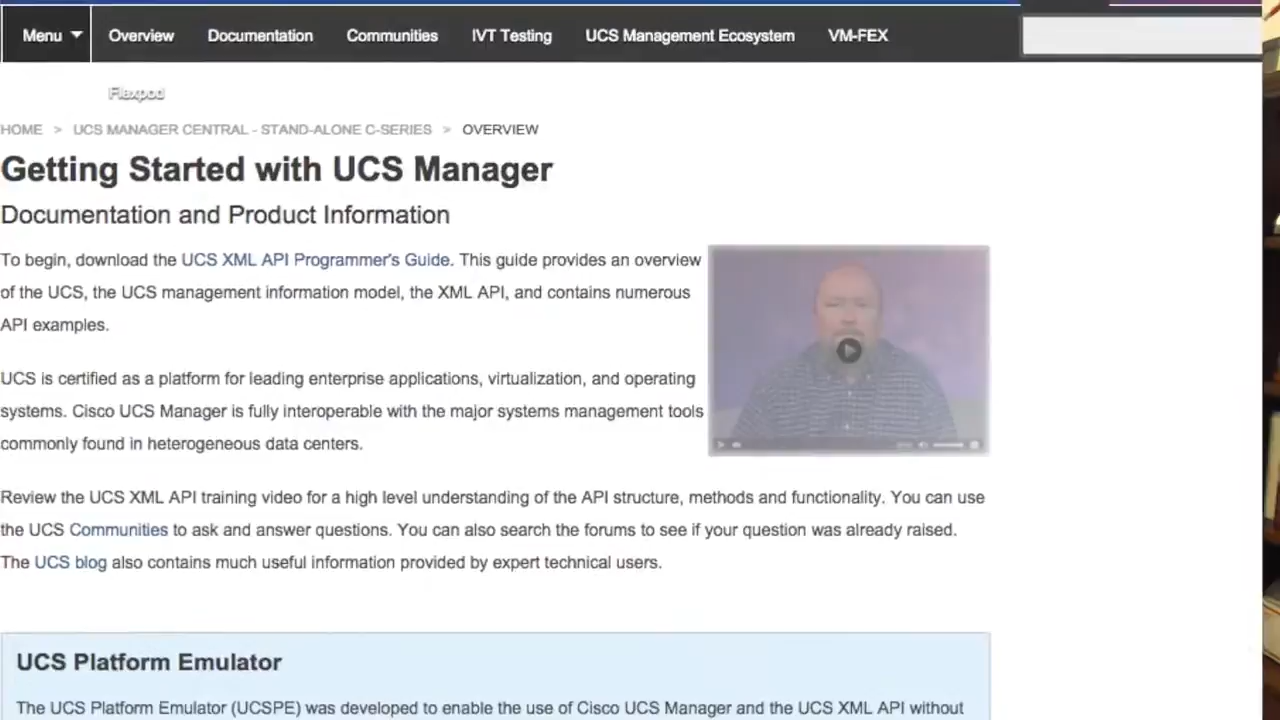 Menu Overview Documentation Communities IVT Testing UCS Management Ecosystem VM-FEX
Flexpod
HOME > UCS MANAGER CENTRAL - STAND-ALONE C-SERIES > OVERVIEW
Getting Started with UCS Manager
Documentation and Product Information
To begin, download the UCS XML API Programmer's Guide. This guide provides an overview
of the UCS, the UCS management information model, the XML API, and contains numerous
API examples.
UCS is certified as a platform for leading enterprise applications, virtualization, and operating
systems. Cisco UCS Manager is fully interoperable with the major systems management tools
commonly found in heterogeneous data centers.
Review the UCS XML API training video for a high level understanding of the API structure, methods and functionality. You can use
the UCS Communities to ask and answer questions. You can also search the forums to see if your question was already raised.
The UCS blog also contains much useful information provided by expert technical users.
UCS Platform Emulator
The UCS Platform Emulator (UCSPE) was developed to enable the use of Cisco UCS Manager and the UCS XML API without